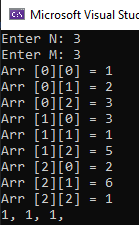 Microsoft Visual Stu
Enter N: 3
Enter M: 3
Arr [0][0] = 1
Arr [0][1] = 2
Arr [0][2] = 3
Arr [1][0] = 3
Arr [1][1] = 1
Arr [1][2] = 5
Arr [2][0] = 2
Arr [2][1] = 6
Arr [2][2] = 1
1, 1, 1,